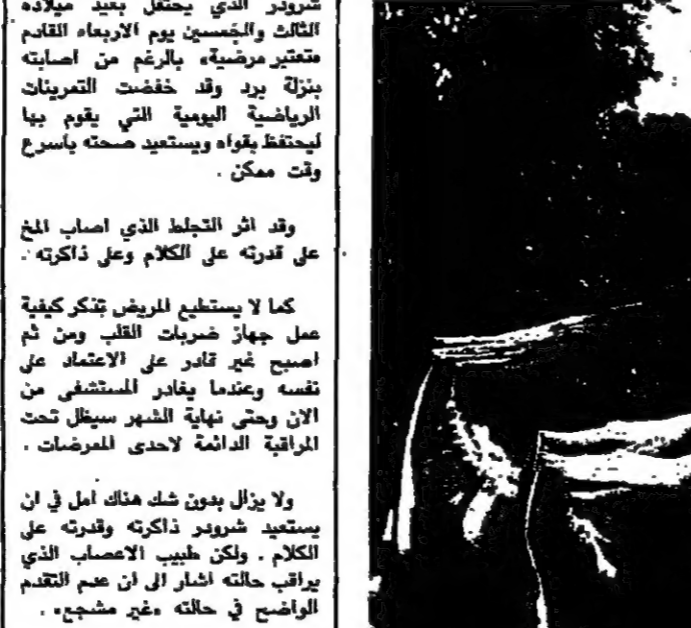 شرودر الذي يحتفل بعيد ميلاده
الثالث والخمسين يوم الاربعاء القادم
«تعتبر مرضية» بالرغم من اصابته
بنزلة برد وقد خفضت التمرينات
الرياضية اليومية التي يقوم بها
ليحتفظ بقواه ويستعيد صحته باسرع
وقت ممكن .
وقد اثر التجلط الذي اصاب المخ
على قدرته على الكلام وعلى ذاكرته .
كما لا يستطيع المريض تذكر كيفية
عمل جهاز ضربات القلب ومن ثم
اصبح غير قادر على الاعتماد على
نفسه وعندما يغادر المستشفى من
الان وحتى نهاية الشهر سيظل تحت
المراقبة الدائمة لاحدى الممرضات .
ولا يزال بدون شك هناك امل في ان
يستعيد شرودر ذاكرته وقدرته على
الكلام . ولكن طبيب الاعصاب الذي
يراقب حالته اشار الى ان عدم التقدم
الواضح في حالته «غير مشجع» .